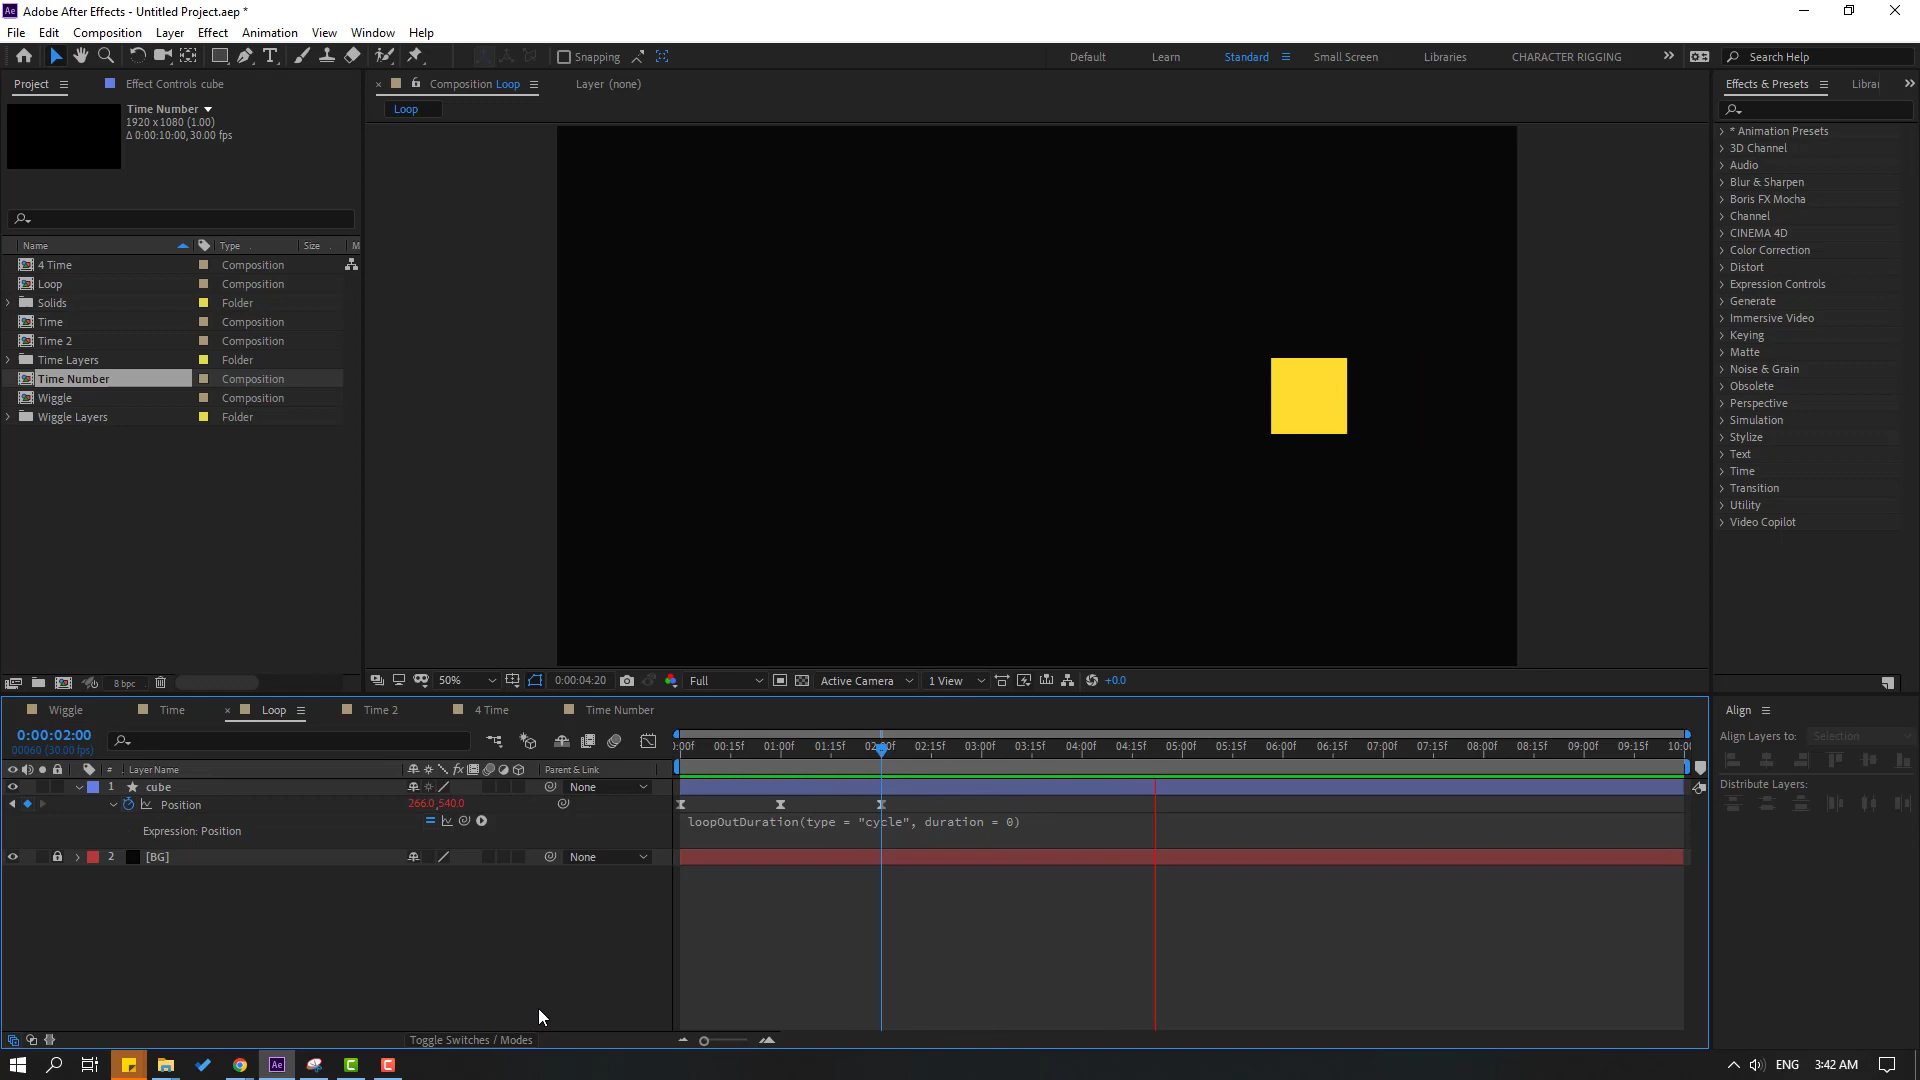 Adobe After Effects - Untitled Project.aep *
File Edit Composition Layer Effect Animation View Window Help
Snapping
Default Learn Standard Small Screen Libraries CHARACTER RIGGING Search Help
Project Effect Controls cube
Time Number
1920 x 1080 (1.00)
Δ 0:00:10:00, 30.00 fps
Name Type Size M
4 Time Composition
Loop Composition
Solids Folder
Time Composition
Time 2 Composition
Time Layers Folder
Time Number Composition
Wiggle Composition
Wiggle Layers Folder
8 bpc
Composition Loop Layer (none)
Loop
50% 0:00:04:20 Full Active Camera 1 View +0.0
Effects & Presets Librar
* Animation Presets
3D Channel
Audio
Blur & Sharpen
Boris FX Mocha
Channel
CINEMA 4D
Color Correction
Distort
Expression Controls
Generate
Immersive Video
Keying
Matte
Noise & Grain
Obsolete
Perspective
Simulation
Stylize
Text
Time
Transition
Utility
Video Copilot
Wiggle Time Loop Time 2 4 Time Time Number
0:00:02:00
00060 (30.00 fps)
:00f 00:15f 01:00f 01:15f 02:00f 02:15f 03:00f 03:15f 04:00f 04:15f 05:00f 05:15f 06:00f 06:15f 07:00f 07:15f 08:00f 08:15f 09:00f 09:15f 10:00
# Layer Name fx Parent & Link
1 cube None
Position 266.0,540.0
Expression: Position
loopOutDuration(type = "cycle", duration = 0)
2 [BG] None
Toggle Switches / Modes
Align
Align Layers to: Selection
Distribute Layers:
Ae ENG 3:42 AM